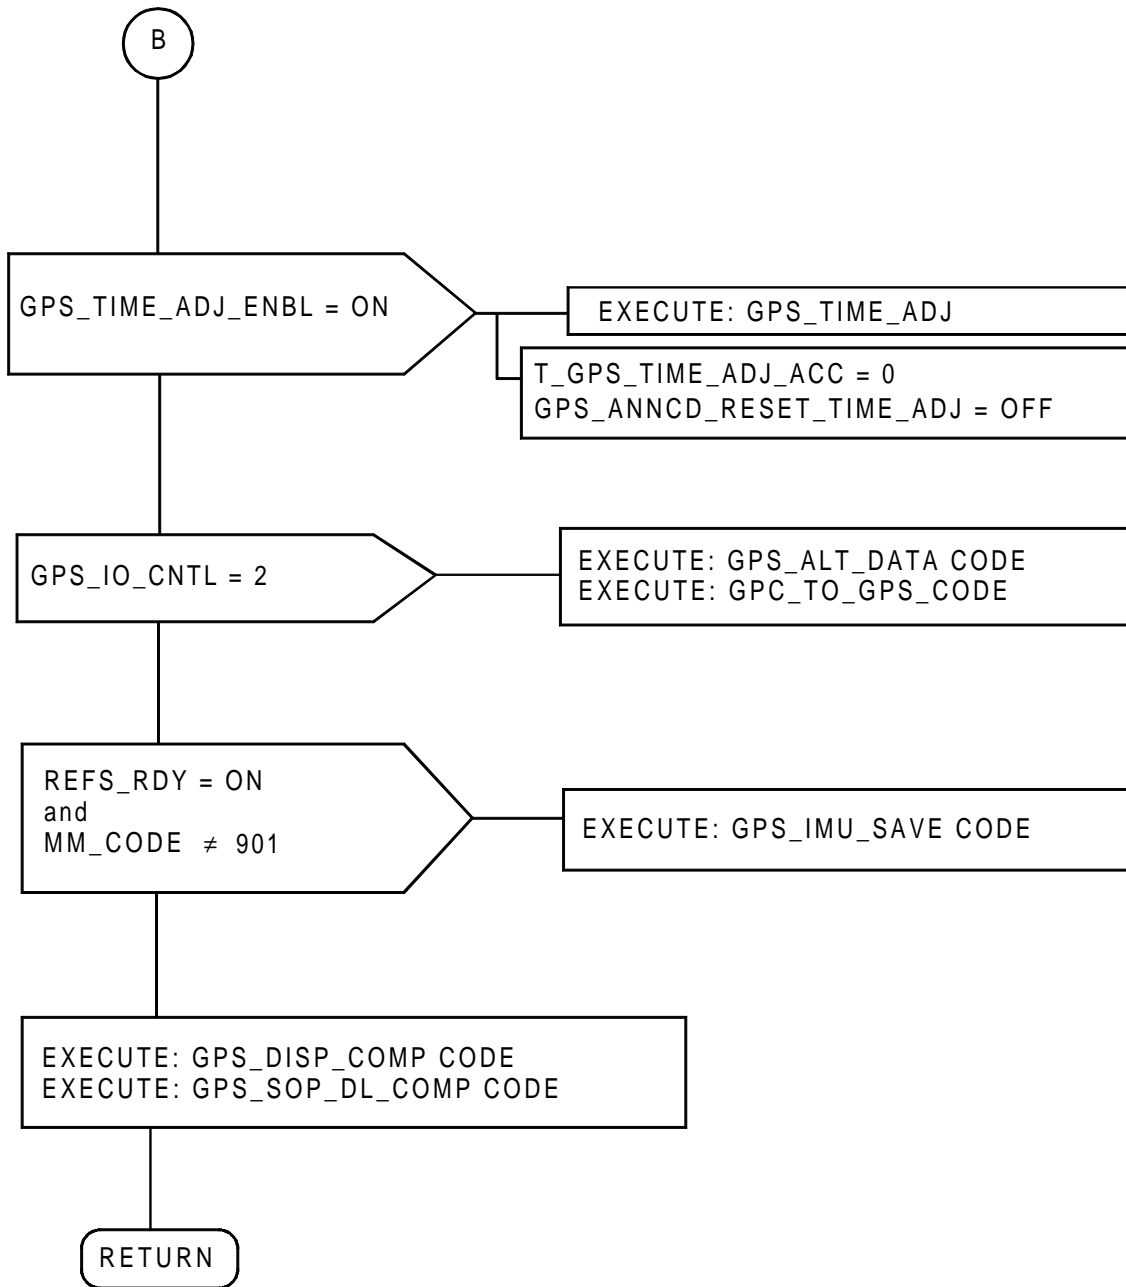 B
GPS_TIME_ADJ_ENBL = ON
EXECUTE: GPS_TIME_ADJ
T_GPS_TIME_ADJ_ACC = 0
GPS_ANNCD_RESET_TIME_ADJ = OFF
GPS_IO_CNTL = 2
EXECUTE: GPS_ALT_DATA CODE
EXECUTE: GPC_TO_GPS_CODE
REFS_RDY = ON
and
MM_CODE ≠ 901
EXECUTE: GPS_IMU_SAVE CODE
EXECUTE: GPS_DISP_COMP CODE
EXECUTE: GPS_SOP_DL_COMP CODE
RETURN